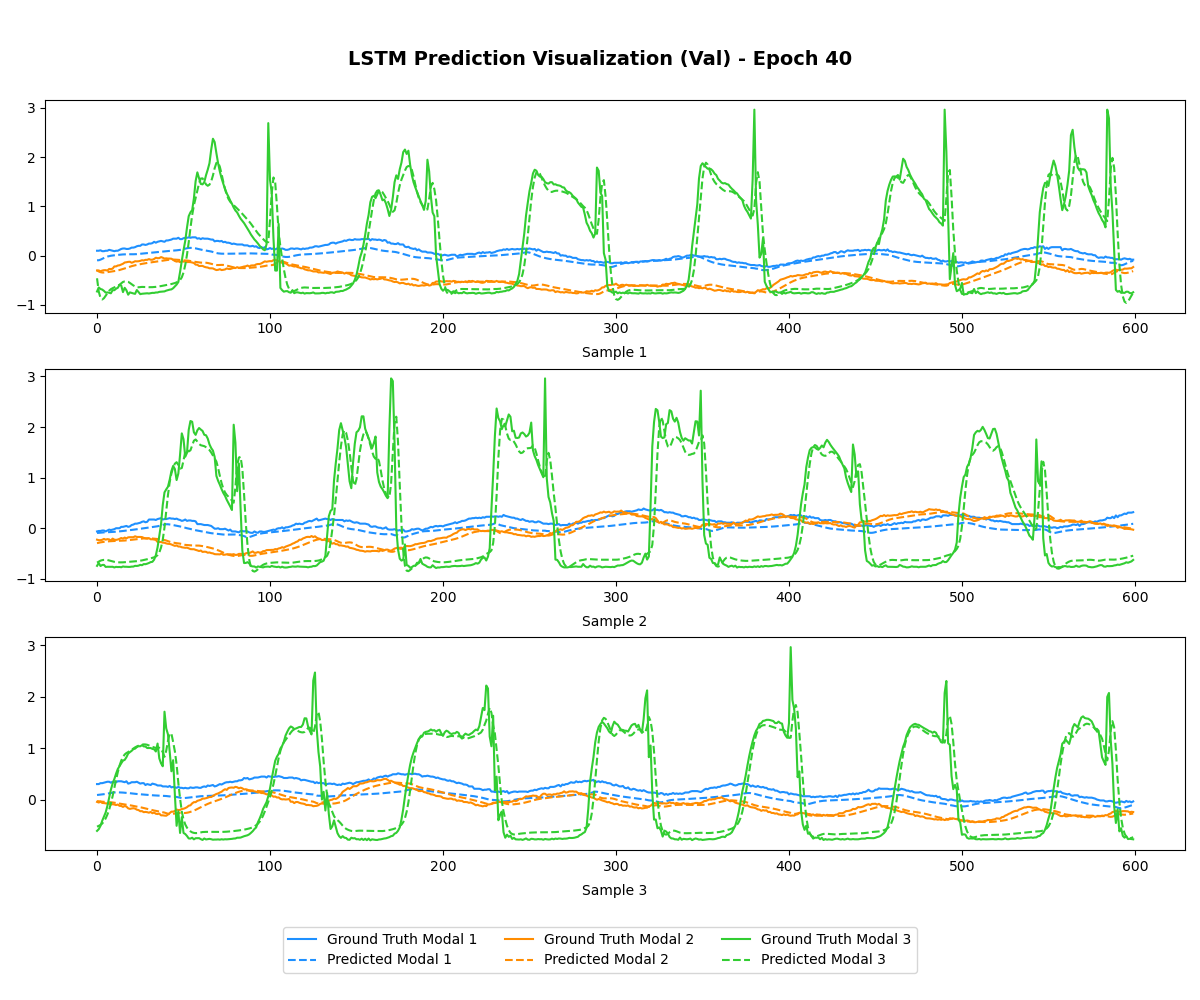 LSTM Prediction Visualization (Val) - Epoch 40
3
2
1
0
−1
0 100 200 300 400 500 600
Sample 1
3
2
1
0
−1
0 100 200 300 400 500 600
Sample 2
3
2
1
0
0 100 200 300 400 500 600
Sample 3
Ground Truth Modal 1 Ground Truth Modal 2 Ground Truth Modal 3
Predicted Modal 1 Predicted Modal 2 Predicted Modal 3